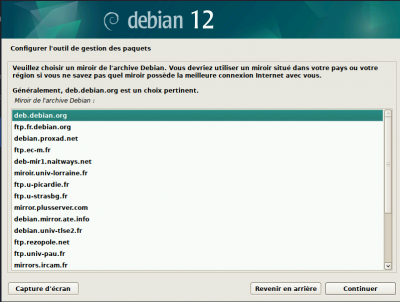 debian 12
Configurer l'outil de gestion des paquets
Veuillez choisir un miroir de l'archive Debian. Vous devriez utiliser un miroir situé dans votre pays ou votre
région si vous ne savez pas quel miroir possède la meilleure connexion Internet avec vous.
Généralement, deb.debian.org est un choix pertinent.
Miroir de l'archive Debian :
deb.debian.org
ftp.fr.debian.org
debian.proxad.net
ftp.ec-m.fr
deb-mir1.naitways.net
miroir.univ-lorraine.fr
ftp.u-picardie.fr
ftp.u-strasbg.fr
mirror.plusserver.com
debian.mirror.ate.info
debian.univ-tlse2.fr
ftp.rezopole.net
ftp.univ-pau.fr
mirrors.ircam.fr
Capture d'écran
Revenir en arrière
Continuer